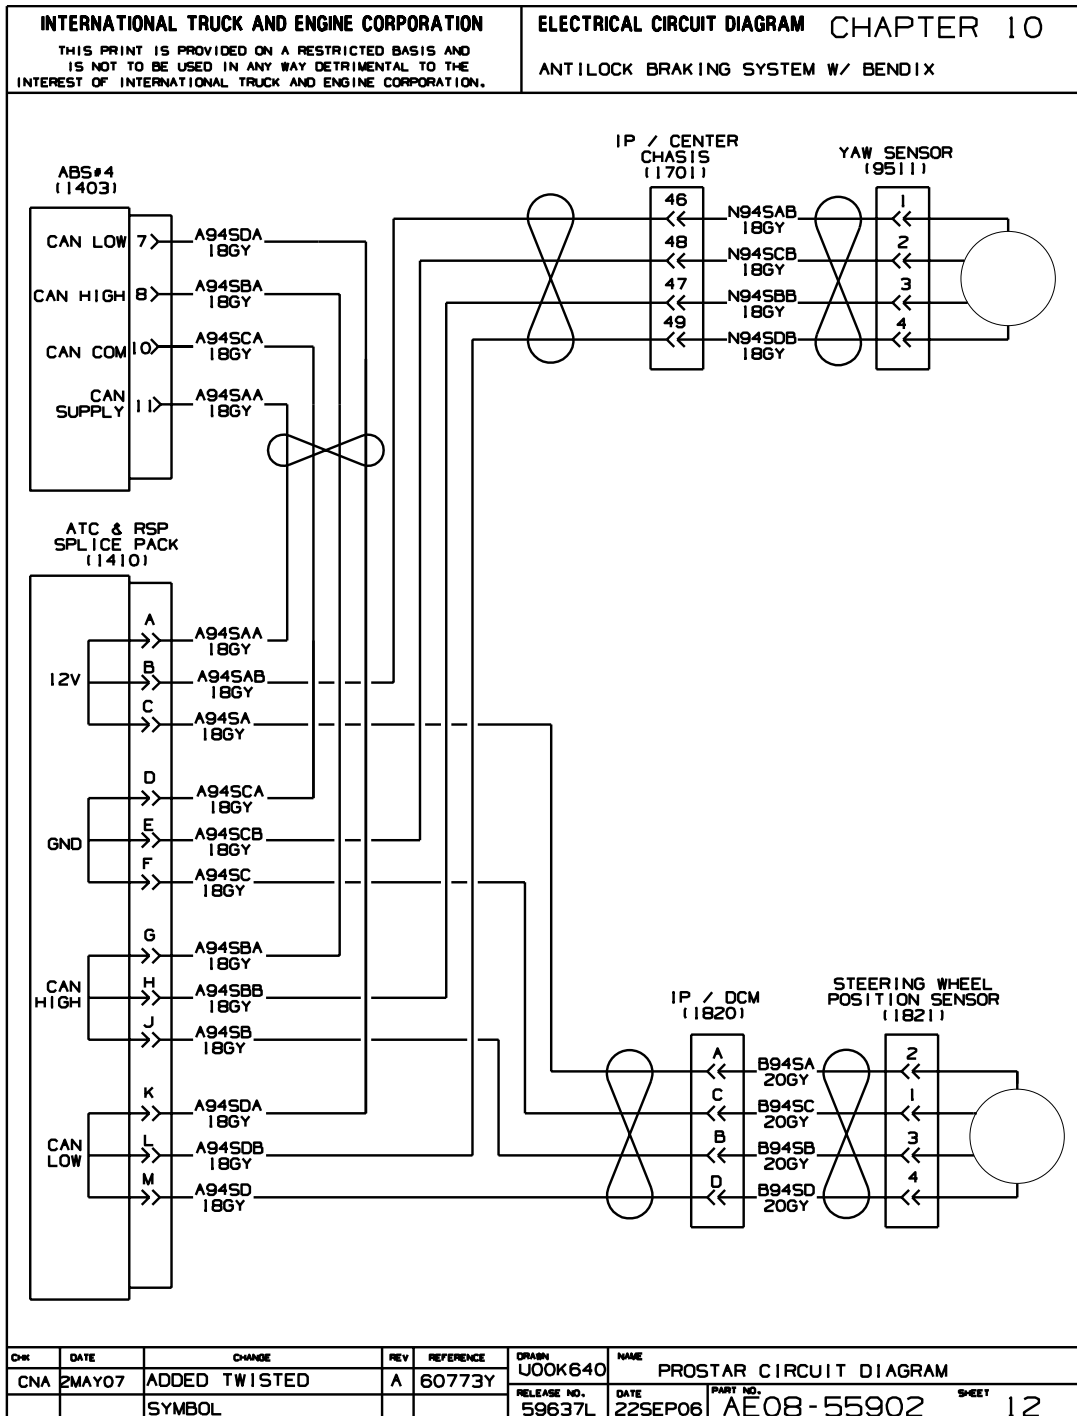 INTERNATIONAL TRUCK AND ENGINE CORPORATION
THIS PRINT IS PROVIDED ON A RESTRICTED BASIS AND
IS NOT TO BE USED IN ANY WAY DETRIMENTAL TO THE
INTEREST OF INTERNATIONAL TRUCK AND ENGINE CORPORATION.
ELECTRICAL CIRCUIT DIAGRAM CHAPTER 10
ANTILOCK BRAKING SYSTEM W/ BENDIX
ABS#4
(1403)
CAN LOW 7 A94SDA
18GY
CAN HIGH 8 A94SBA
18GY
CAN COM 10 A94SCA
18GY
CAN
SUPPLY 11 A94SAA
18GY
IP / CENTER
CHASIS
(1701)
YAW SENSOR
(9511)
46 N94SAB 1
18GY
48 N94SCB 2
18GY
47 N94SBB 3
18GY
49 N94SDB 4
18GY
ATC & RSP
SPLICE PACK
(1410)
12V
A A94SAA
18GY
B A94SAB
18GY
C A94SA
18GY
GND
D A94SCA
18GY
E A94SCB
18GY
F A94SC
18GY
CAN
HIGH
G A94SBA
18GY
H A94SBB
18GY
J A94SB
18GY
CAN
LOW
K A94SDA
18GY
L A94SDB
18GY
M A94SD
18GY
IP / DCM
(1820)
STEERING WHEEL
POSITION SENSOR
(1821)
A B94SA 2
20GY
C B94SC 1
20GY
B B94SB 3
20GY
D B94SD 4
20GY
CHK DATE CHANGE REV REFERENCE
CNA 2MAY07 ADDED TWISTED A 60773Y
SYMBOL
DRAWN
U00K640
NAME
PROSTAR CIRCUIT DIAGRAM
RELEASE NO.
59637L
DATE
22SEP06
PART NO.
AE08-55902
SHEET
12